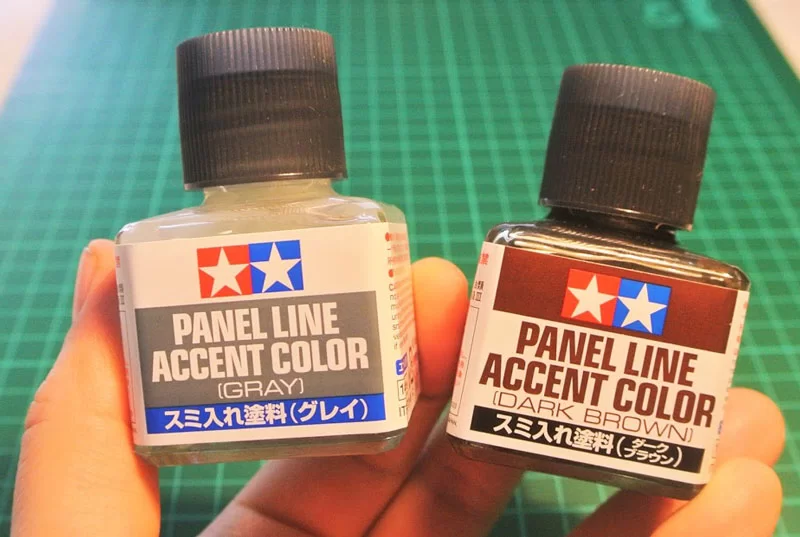 PANEL LINE
ACCENT COLOR
(GRAY)
スミ入れ塗料(グレイ)
PANEL LINE
ACCENT COLOR
(DARK BROWN)
スミ入れ塗料(ダーク
ブラウン)